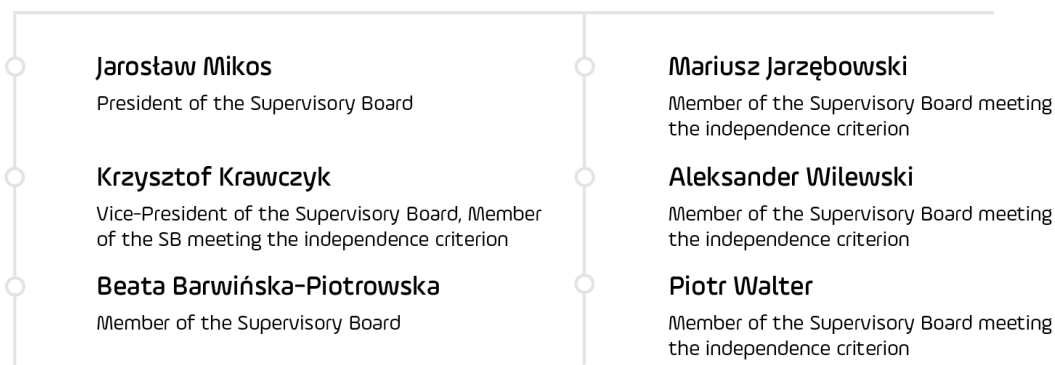 Jarosław Mikos
President of the Supervisory Board
Krzysztof Krawczyk
Vice-President of the Supervisory Board, Member
of the SB meeting the independence criterion
Beata Barwińska-Piotrowska
Member of the Supervisory Board
Mariusz Jarzębowski
Member of the Supervisory Board meeting
the independence criterion
Aleksander Wilewski
Member of the Supervisory Board meeting
the independence criterion
Piotr Walter
Member of the Supervisory Board meeting
the independence criterion